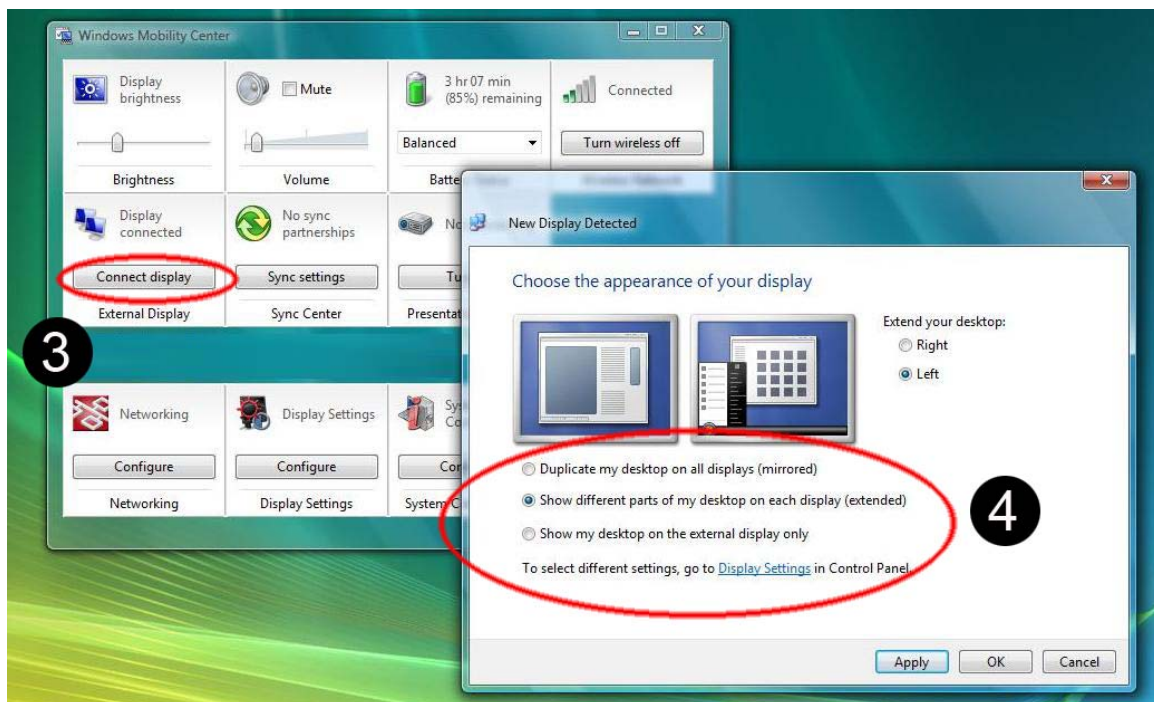 Windows Mobility Center
Display
brightness
Mute
3 hr 07 min
(85%) remaining
Connected
Balanced
Turn wireless off
Brightness
Volume
Display
connected
No sync
partnerships
Connect display
Sync settings
External Display
Sync Center
3
Networking
Display Settings
Configure
Configure
Networking
Display Settings
New Display Detected
Choose the appearance of your display
Extend your desktop:
Right
Left
Duplicate my desktop on all displays (mirrored)
Show different parts of my desktop on each display (extended)
Show my desktop on the external display only
To select different settings, go to Display Settings in Control Panel.
4
Apply
OK
Cancel